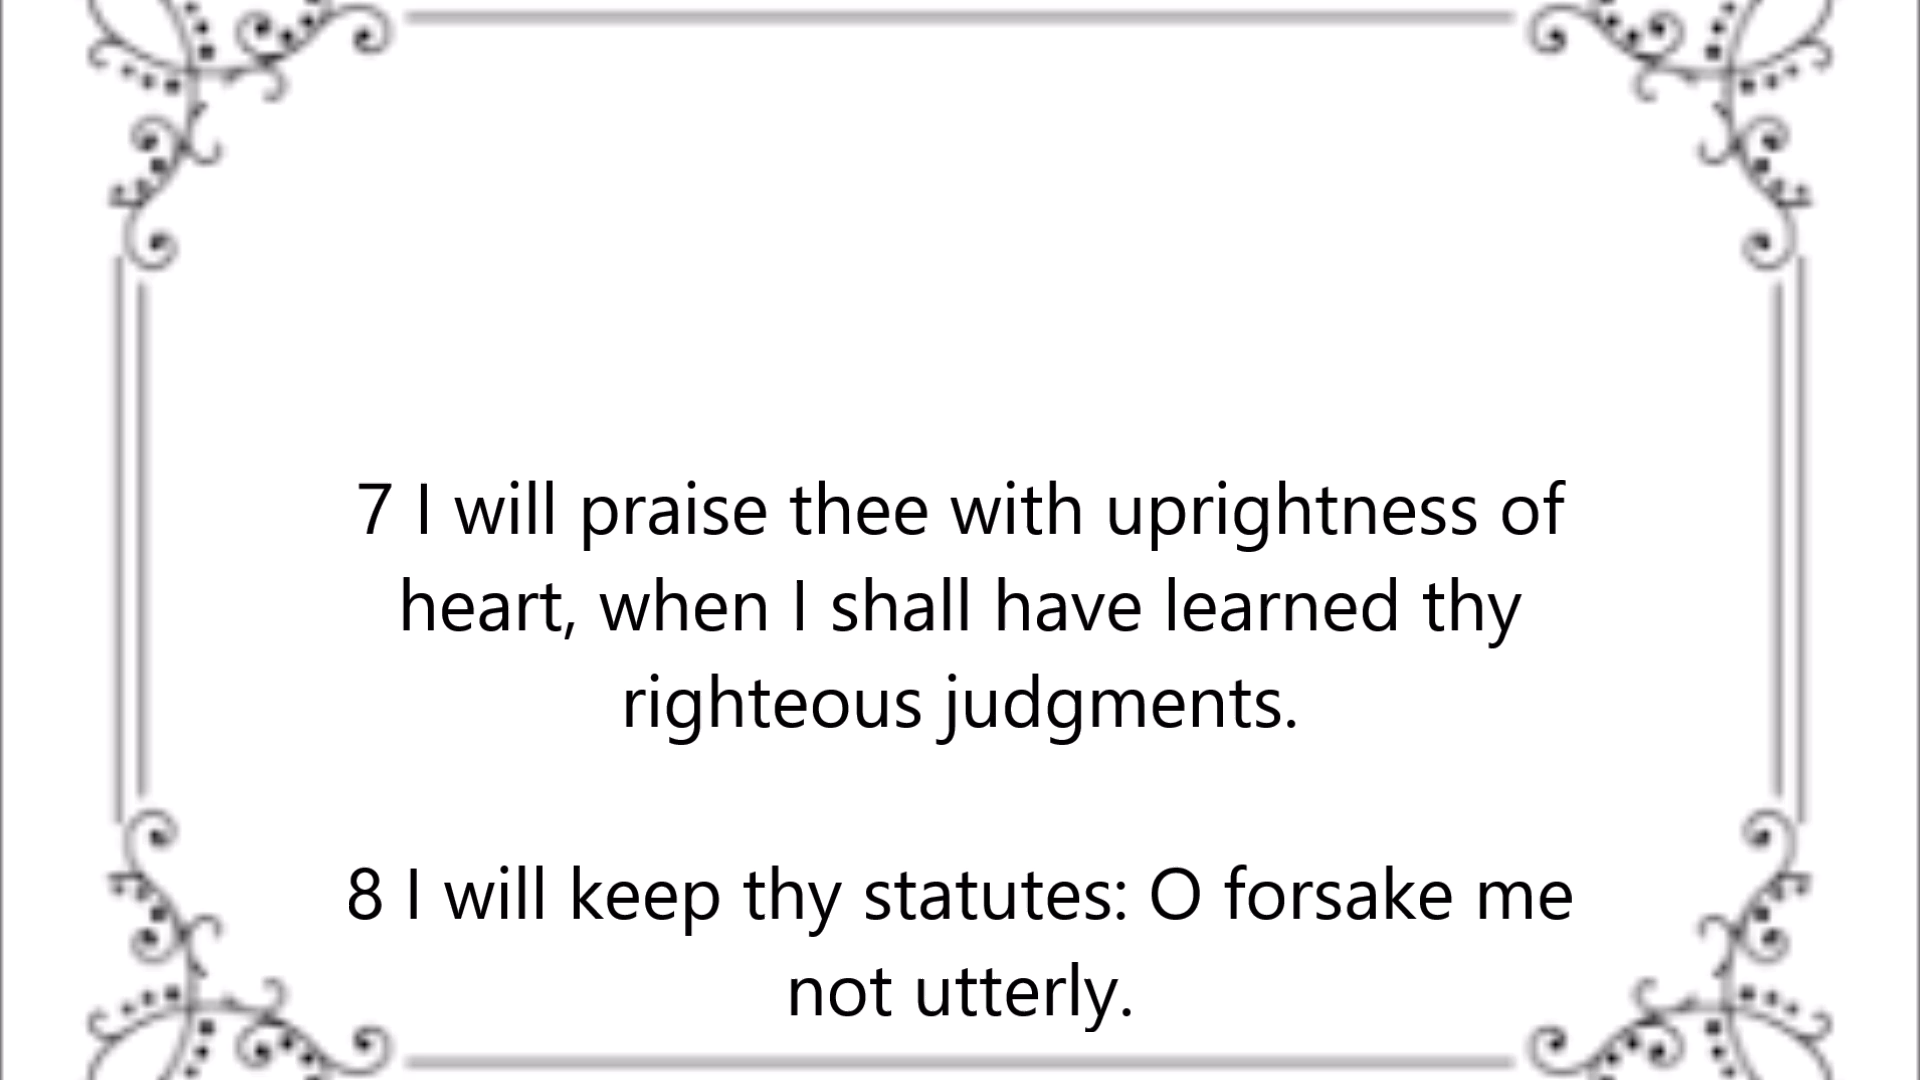 7 I will praise thee with uprightness of
heart, when I shall have learned thy
righteous judgments.
8 I will keep thy statutes: O forsake me
not utterly.